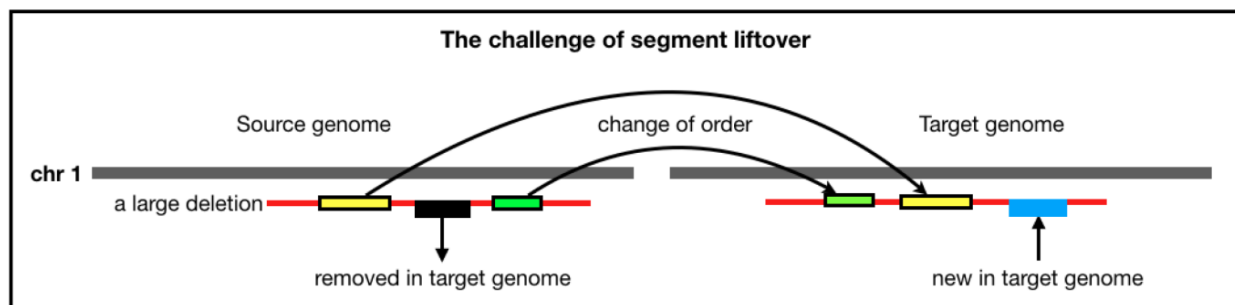 The challenge of segment liftover
Source genome
change of order
Target genome
chr 1
a large deletion
removed in target genome
new in target genome